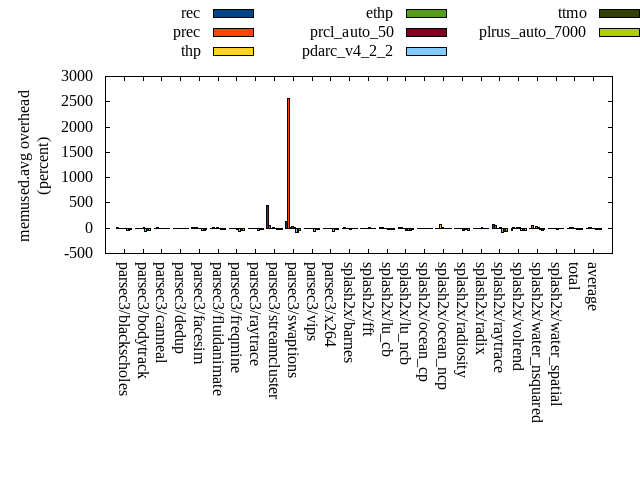 rec ethp ttmo
prec prcl_auto_50 plrus_auto_7000
thp pdarc_v4_2_2
memused.avg overhead
(percent)
3000
2500
2000
1500
1000
500
0
-500
parsec3/blackscholes
parsec3/bodytrack
parsec3/canneal
parsec3/dedup
parsec3/facesim
parsec3/fluidanimate
parsec3/freqmine
parsec3/raytrace
parsec3/streamcluster
parsec3/swaptions
parsec3/vips
parsec3/x264
splash2x/barnes
splash2x/fft
splash2x/lu_cb
splash2x/lu_ncb
splash2x/ocean_cp
splash2x/ocean_ncp
splash2x/radiosity
splash2x/radix
splash2x/raytrace
splash2x/volrend
splash2x/water_nsquared
splash2x/water_spatial
total
average